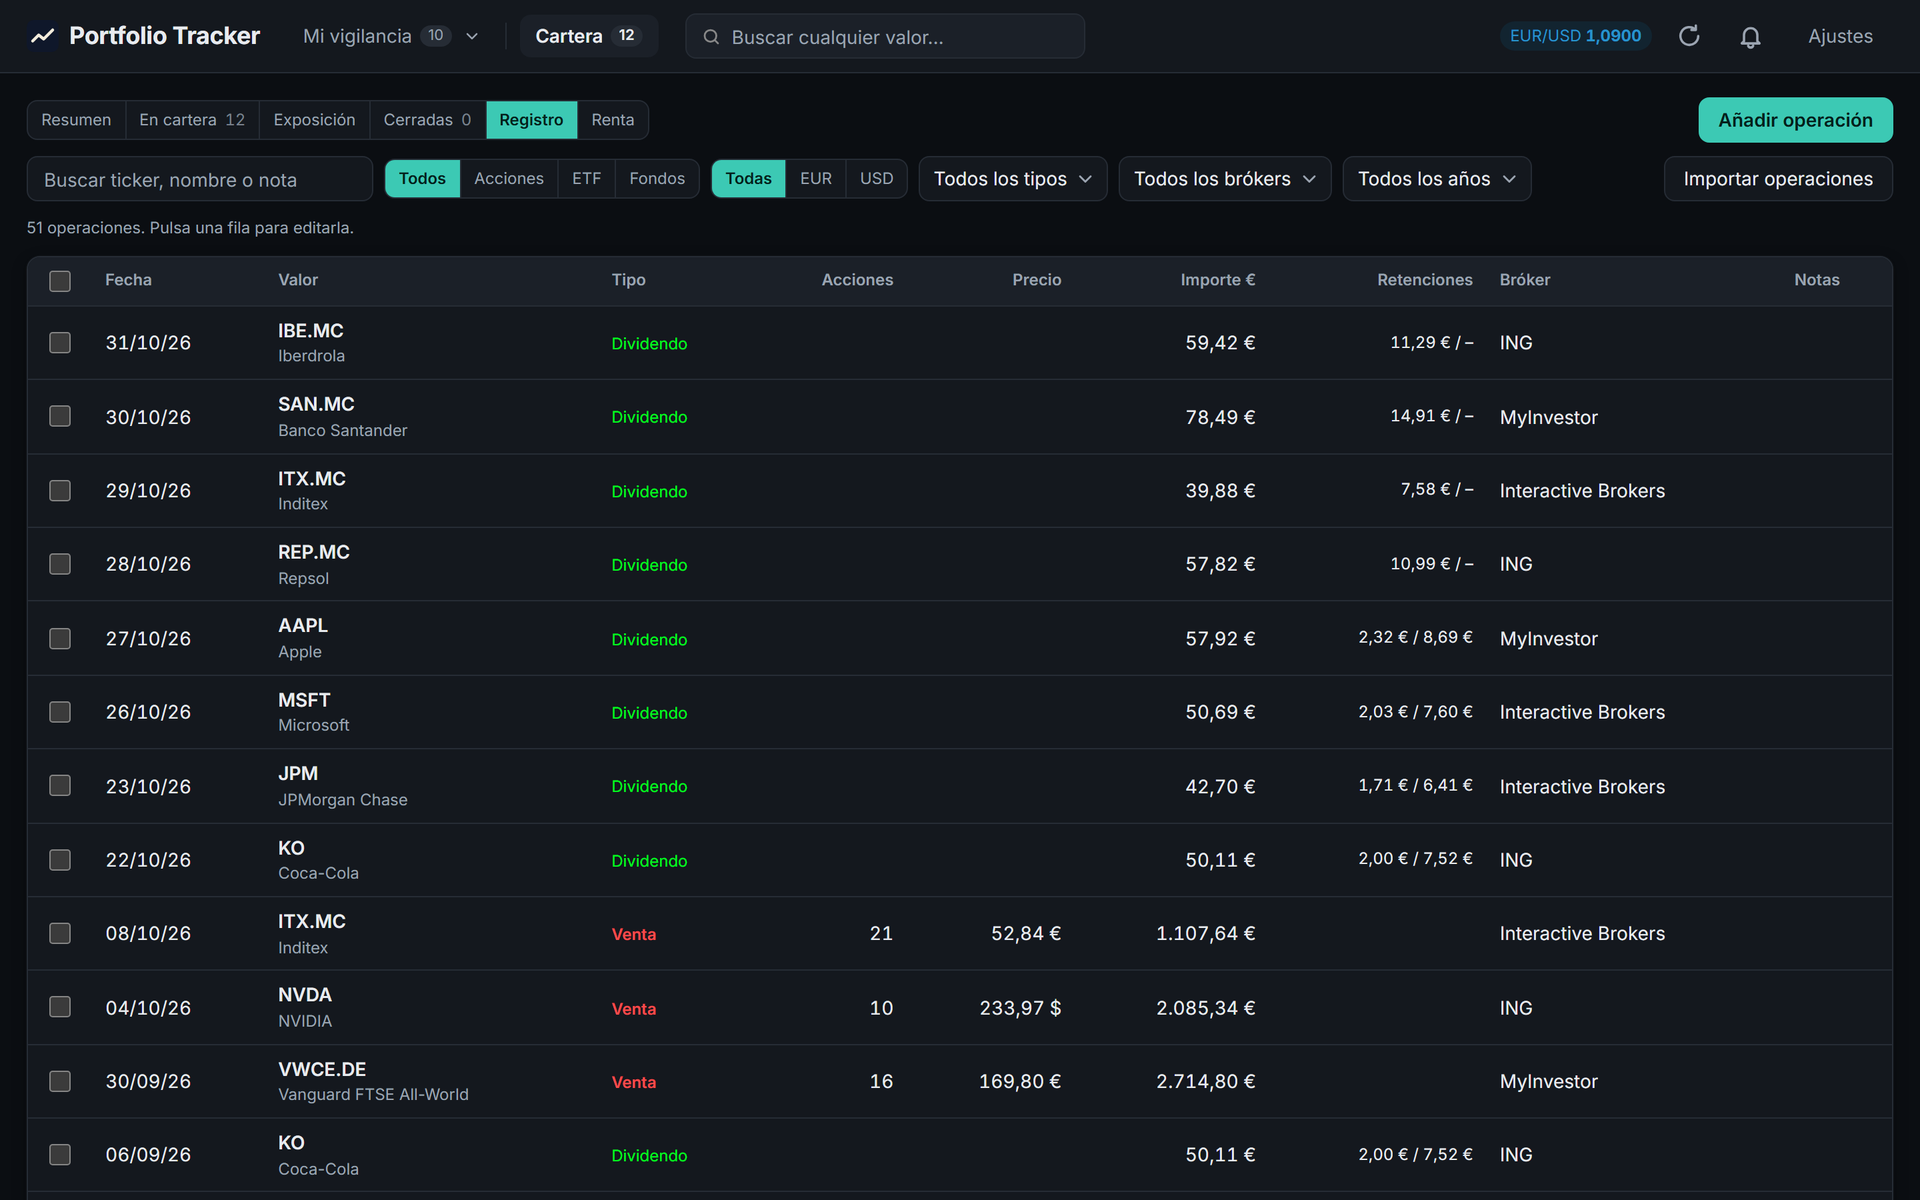 Portfolio Tracker Mi vigilancia 10 Cartera 12 Buscar cualquier valor... EUR/USD 1,0900 Ajustes
Resumen En cartera 12 Exposición Cerradas 0 Registro Renta Añadir operación
Buscar ticker, nombre o nota Todos Acciones ETF Fondos Todas EUR USD Todos los tipos Todos los brókers Todos los años Importar operaciones
51 operaciones. Pulsa una fila para editarla.
Fecha Valor Tipo Acciones Precio Importe € Retenciones Bróker Notas
31/10/26 IBE.MC Dividendo 59,42 € 11,29 € / – ING
Iberdrola
30/10/26 SAN.MC Dividendo 78,49 € 14,91 € / – MyInvestor
Banco Santander
29/10/26 ITX.MC Dividendo 39,88 € 7,58 € / – Interactive Brokers
Inditex
28/10/26 REP.MC Dividendo 57,82 € 10,99 € / – ING
Repsol
27/10/26 AAPL Dividendo 57,92 € 2,32 € / 8,69 € MyInvestor
Apple
26/10/26 MSFT Dividendo 50,69 € 2,03 € / 7,60 € Interactive Brokers
Microsoft
23/10/26 JPM Dividendo 42,70 € 1,71 € / 6,41 € Interactive Brokers
JPMorgan Chase
22/10/26 KO Dividendo 50,11 € 2,00 € / 7,52 € ING
Coca-Cola
08/10/26 ITX.MC Venta 21 52,84 € 1.107,64 € Interactive Brokers
Inditex
04/10/26 NVDA Venta 10 233,97 $ 2.085,34 € ING
NVIDIA
30/09/26 VWCE.DE Venta 16 169,80 € 2.714,80 € MyInvestor
Vanguard FTSE All-World
06/09/26 KO Dividendo 50,11 € 2,00 € / 7,52 € ING
Coca-Cola